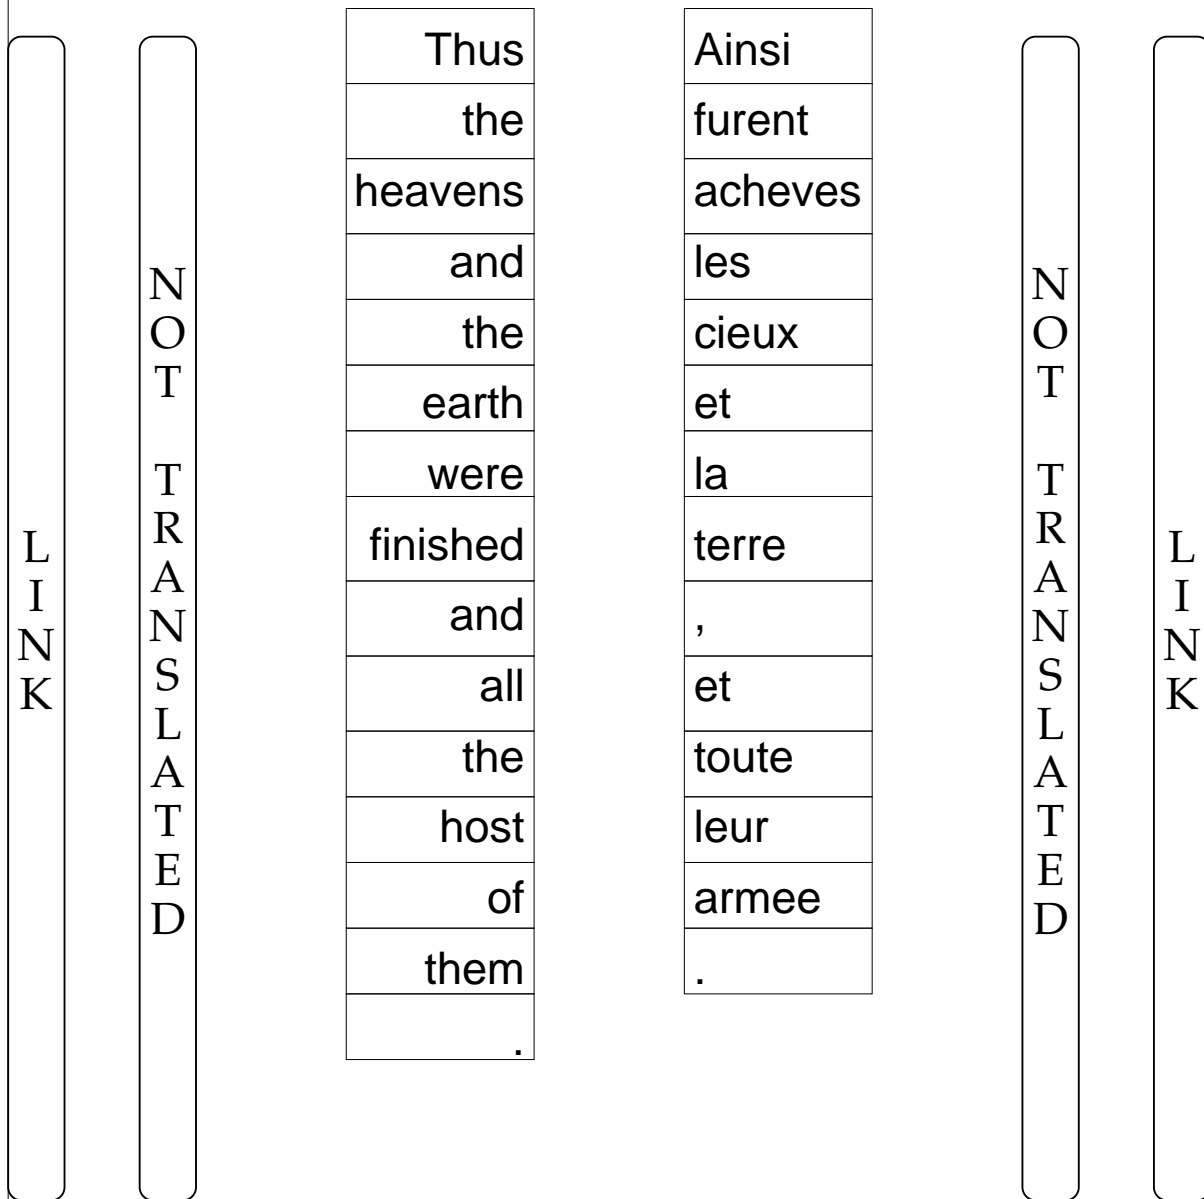 LINK
NOT TRANSLATED
Thus
the
heavens
and
the
earth
were
finished
and
all
the
host
of
them
.
Ainsi
furent
acheves
les
cieux
et
la
terre
,
et
toute
leur
armee
.
NOT TRANSLATED
LINK